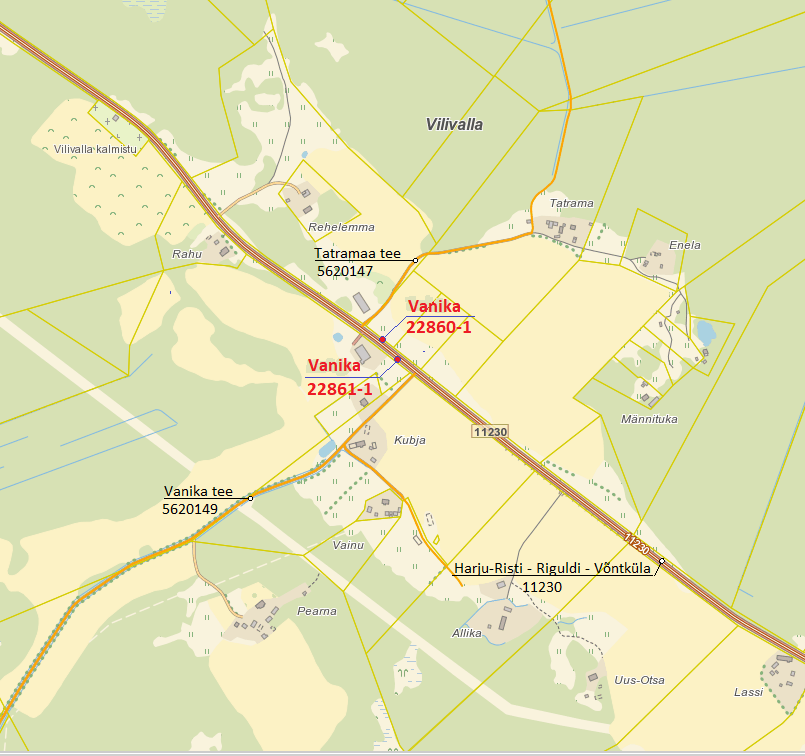 Vilivalla
Vilivalla kalmistu
Tatrama
Rehelemma
Enela
Rahu
Tatramaa tee
5620147
Vanika
22860-1
Vanika
22861-1
Männituka
11230
Kubja
Vanika tee
5620149
Vainu
11230
Harju-Risti - Riguldi - Võntküla
11230
Pearna
Allika
Uus-Otsa
Lassi